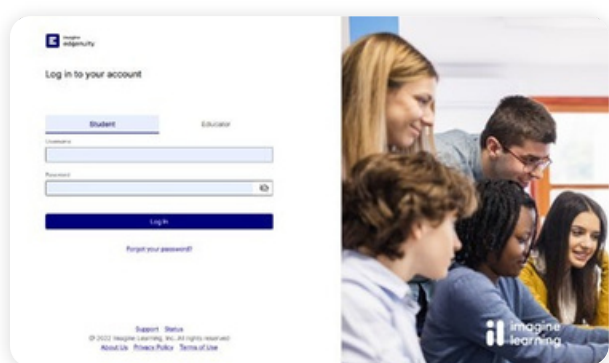 imagine
edgenuity
Log in to your account
Student Educator
Username
Password
Log In
Forgot your password?
Support Status
© 2022 Imagine Learning, Inc. All rights reserved
About Us Privacy Policy Terms of Use
imagine
learning